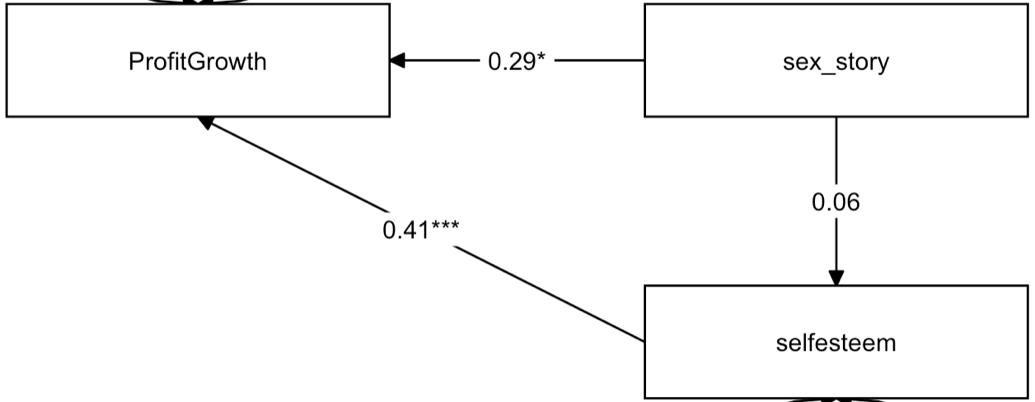 ProfitGrowth
0.29*
sex_story
0.06
0.41***
selfesteem